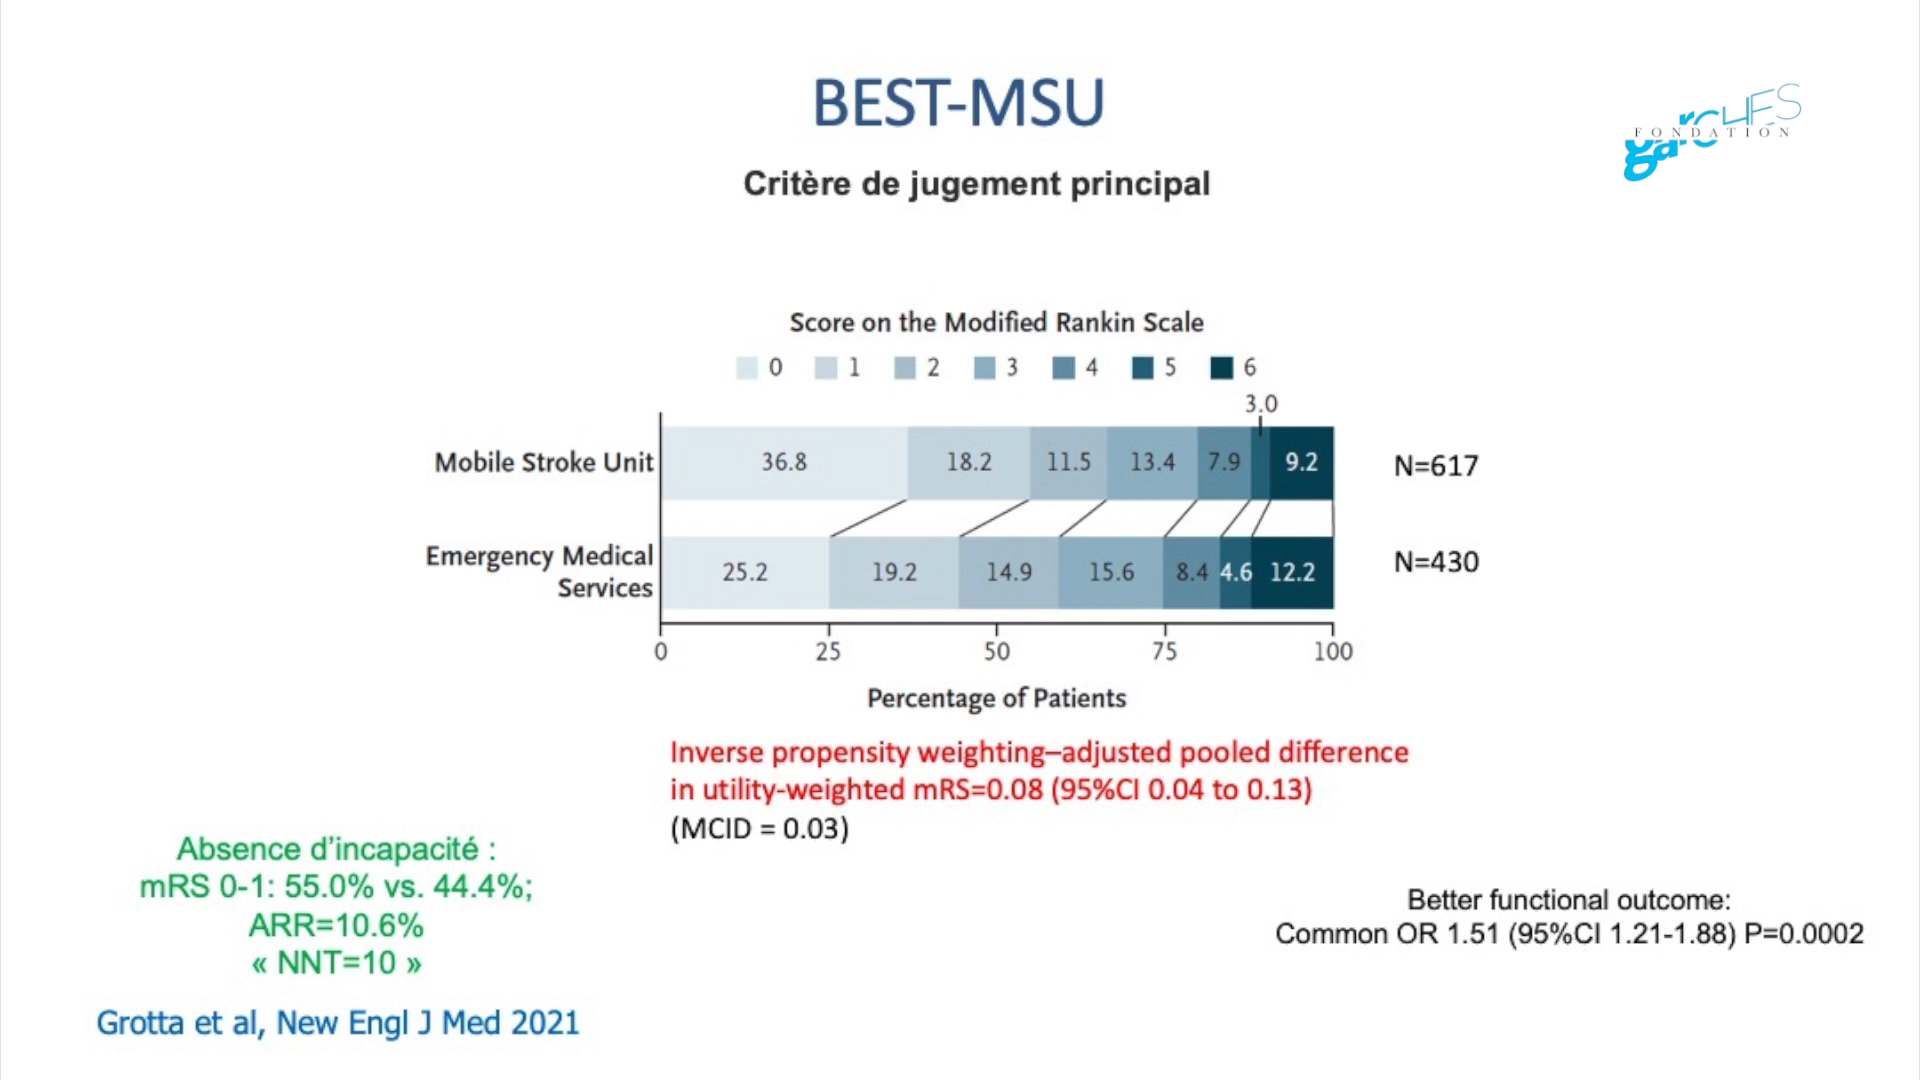 BEST-MSU
garcHES
FONDATION
Critère de jugement principal
Score on the Modified Rankin Scale
0 1 2 3 4 5 6
3.0
Mobile Stroke Unit 36.8 18.2 11.5 13.4 7.9 9.2 N=617
Emergency Medical
Services
25.2 19.2 14.9 15.6 8.4 4.6 12.2 N=430
0 25 50 75 100
Percentage of Patients
Inverse propensity weighting–adjusted pooled difference
in utility-weighted mRS=0.08 (95%CI 0.04 to 0.13)
(MCID = 0.03)
Absence d'incapacité :
mRS 0-1: 55.0% vs. 44.4%;
ARR=10.6%
« NNT=10 »
Better functional outcome:
Common OR 1.51 (95%CI 1.21-1.88) P=0.0002
Grotta et al, New Engl J Med 2021